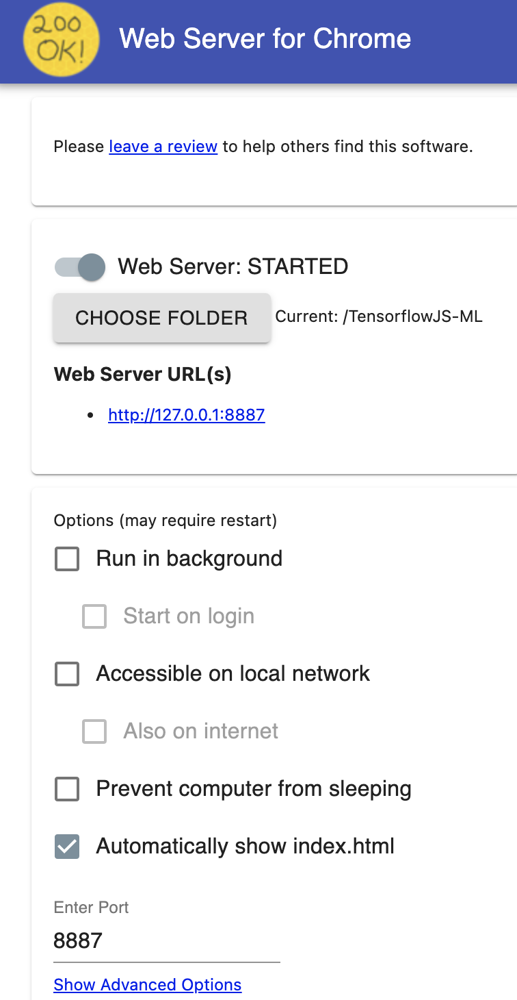 200
OK!
Web Server for Chrome
Please leave a review to help others find this software.
Web Server: STARTED
CHOOSE FOLDER Current: /TensorflowJS-ML
Web Server URL(s)
• http://127.0.0.1:8887
Options (may require restart)
Run in background
Start on login
Accessible on local network
Also on internet
Prevent computer from sleeping
Automatically show index.html
Enter Port
8887
Show Advanced Options